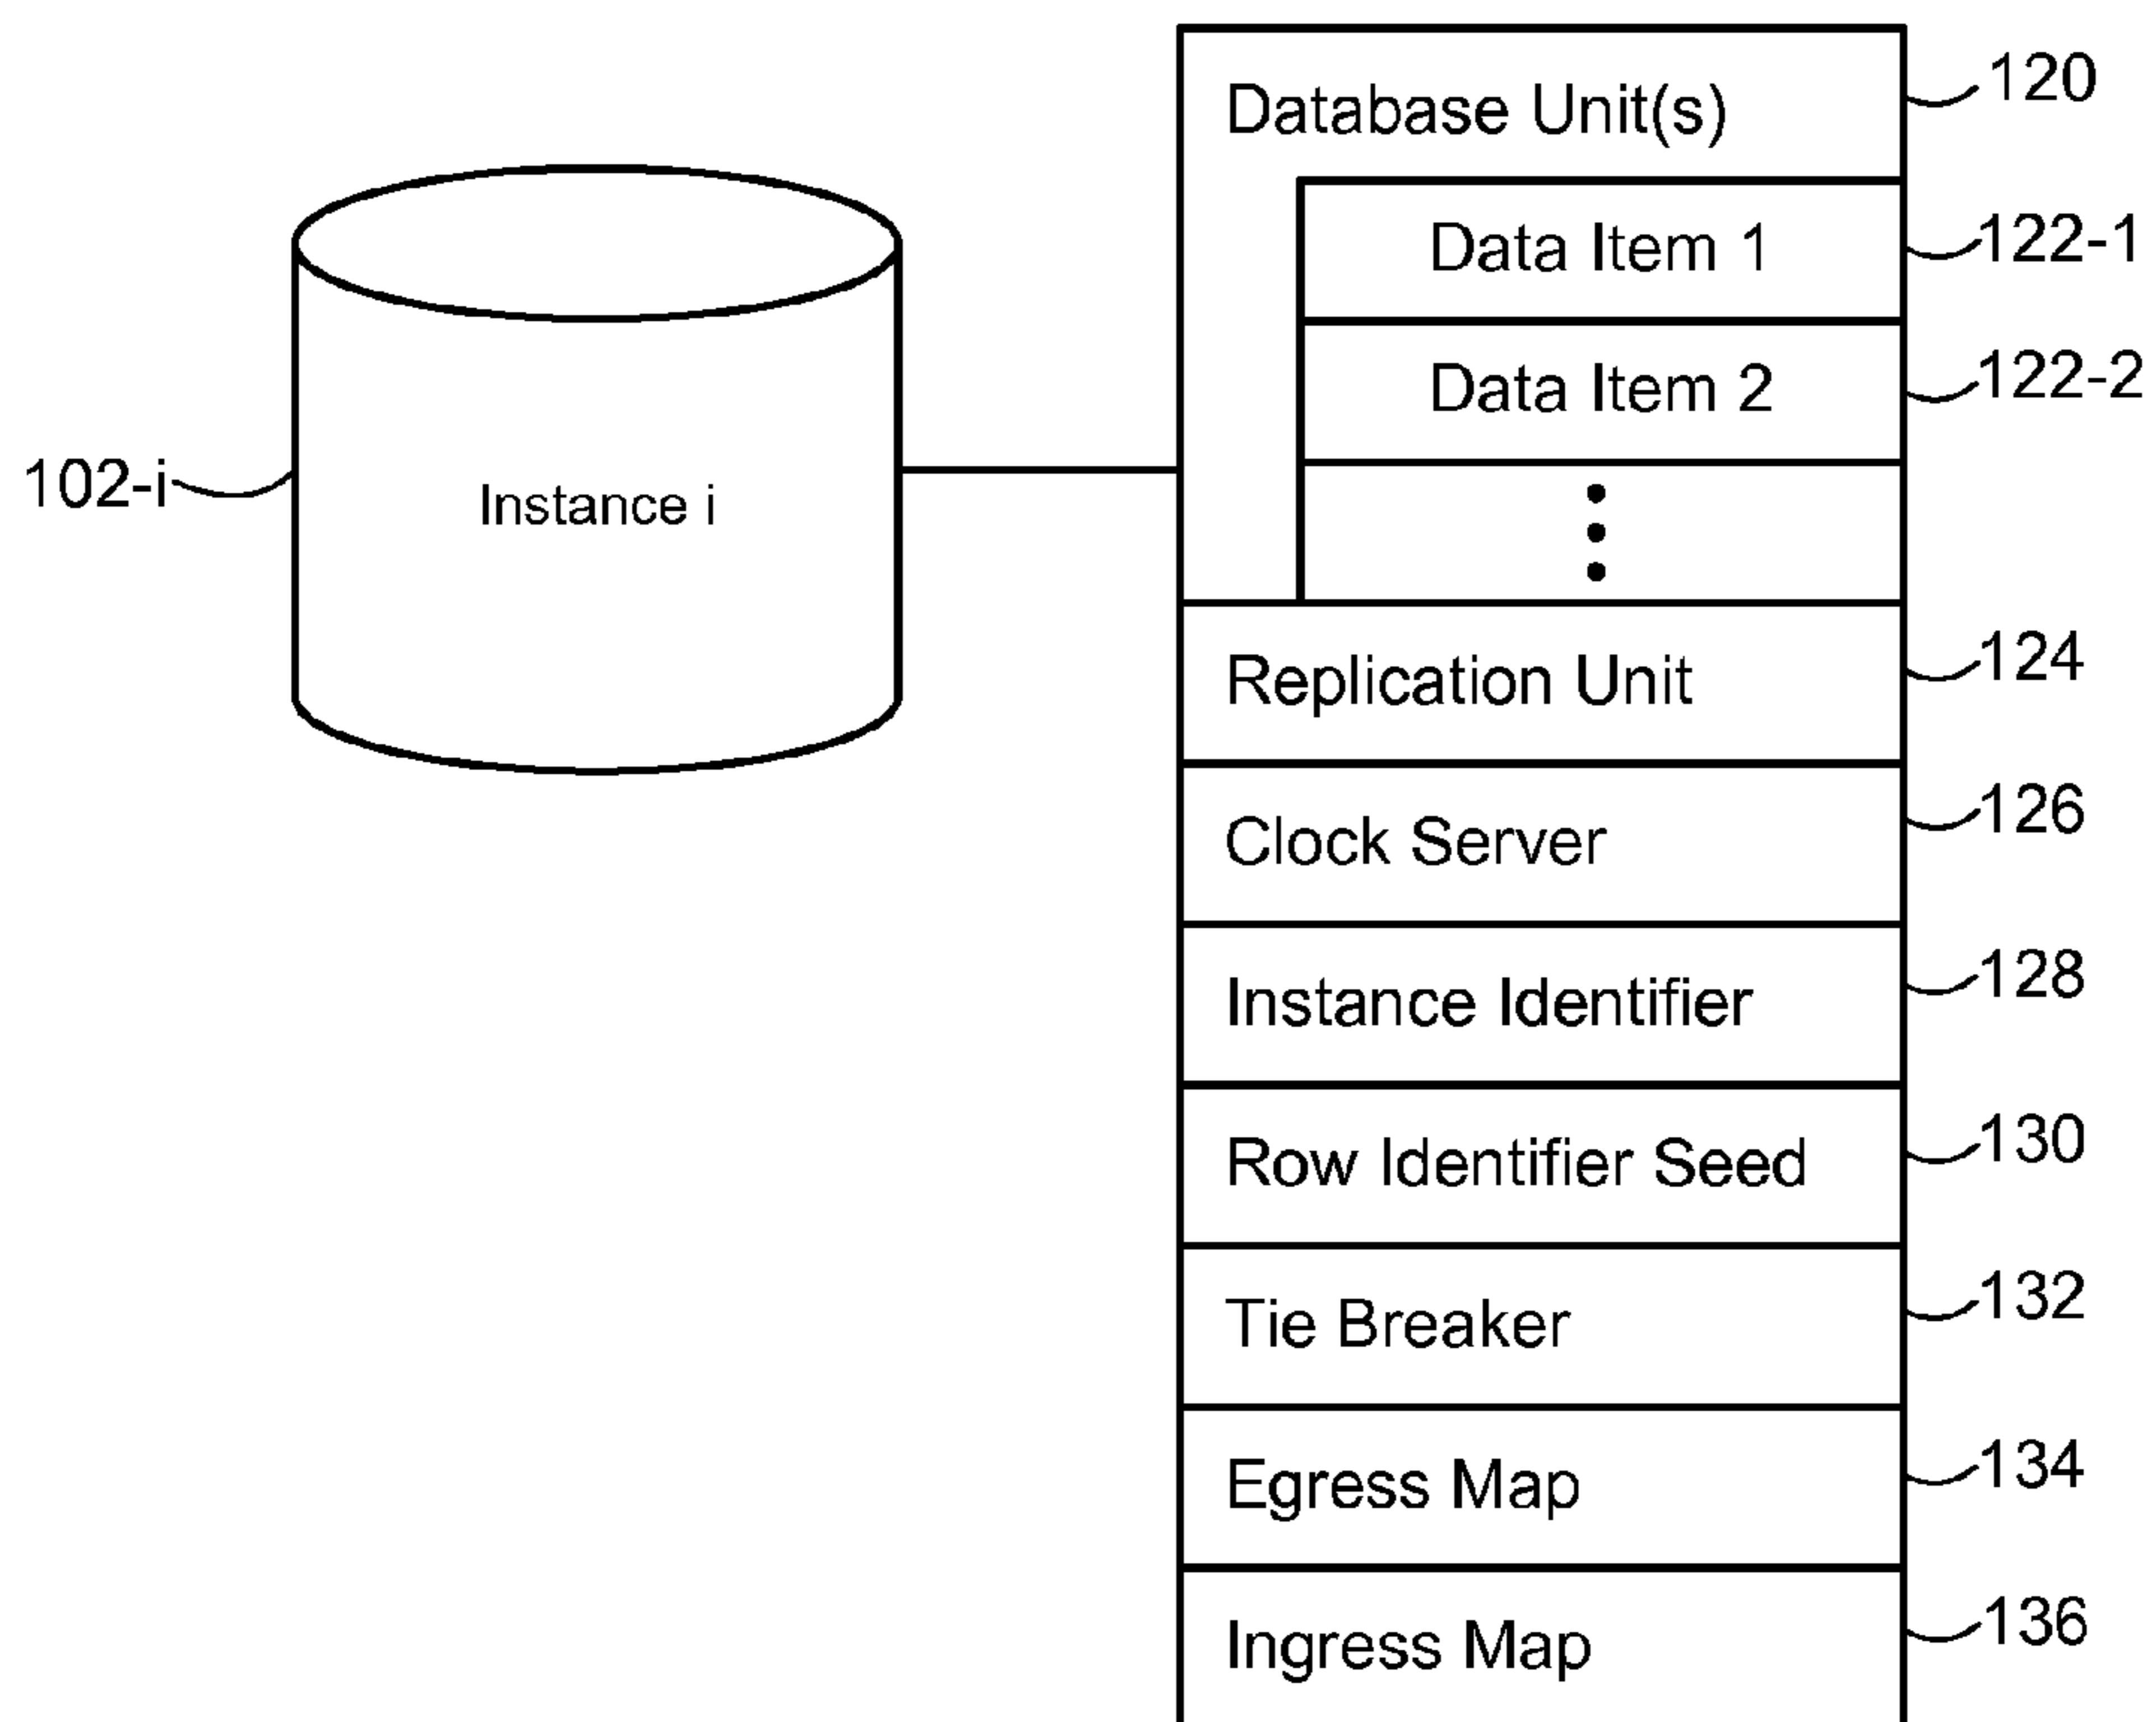 Database Unit(s) 120
Data Item 1 122-1
Data Item 2 122-2
102-i Instance i
Replication Unit 124
Clock Server 126
Instance Identifier 128
Row Identifier Seed 130
Tie Breaker 132
Egress Map 134
Ingress Map 136